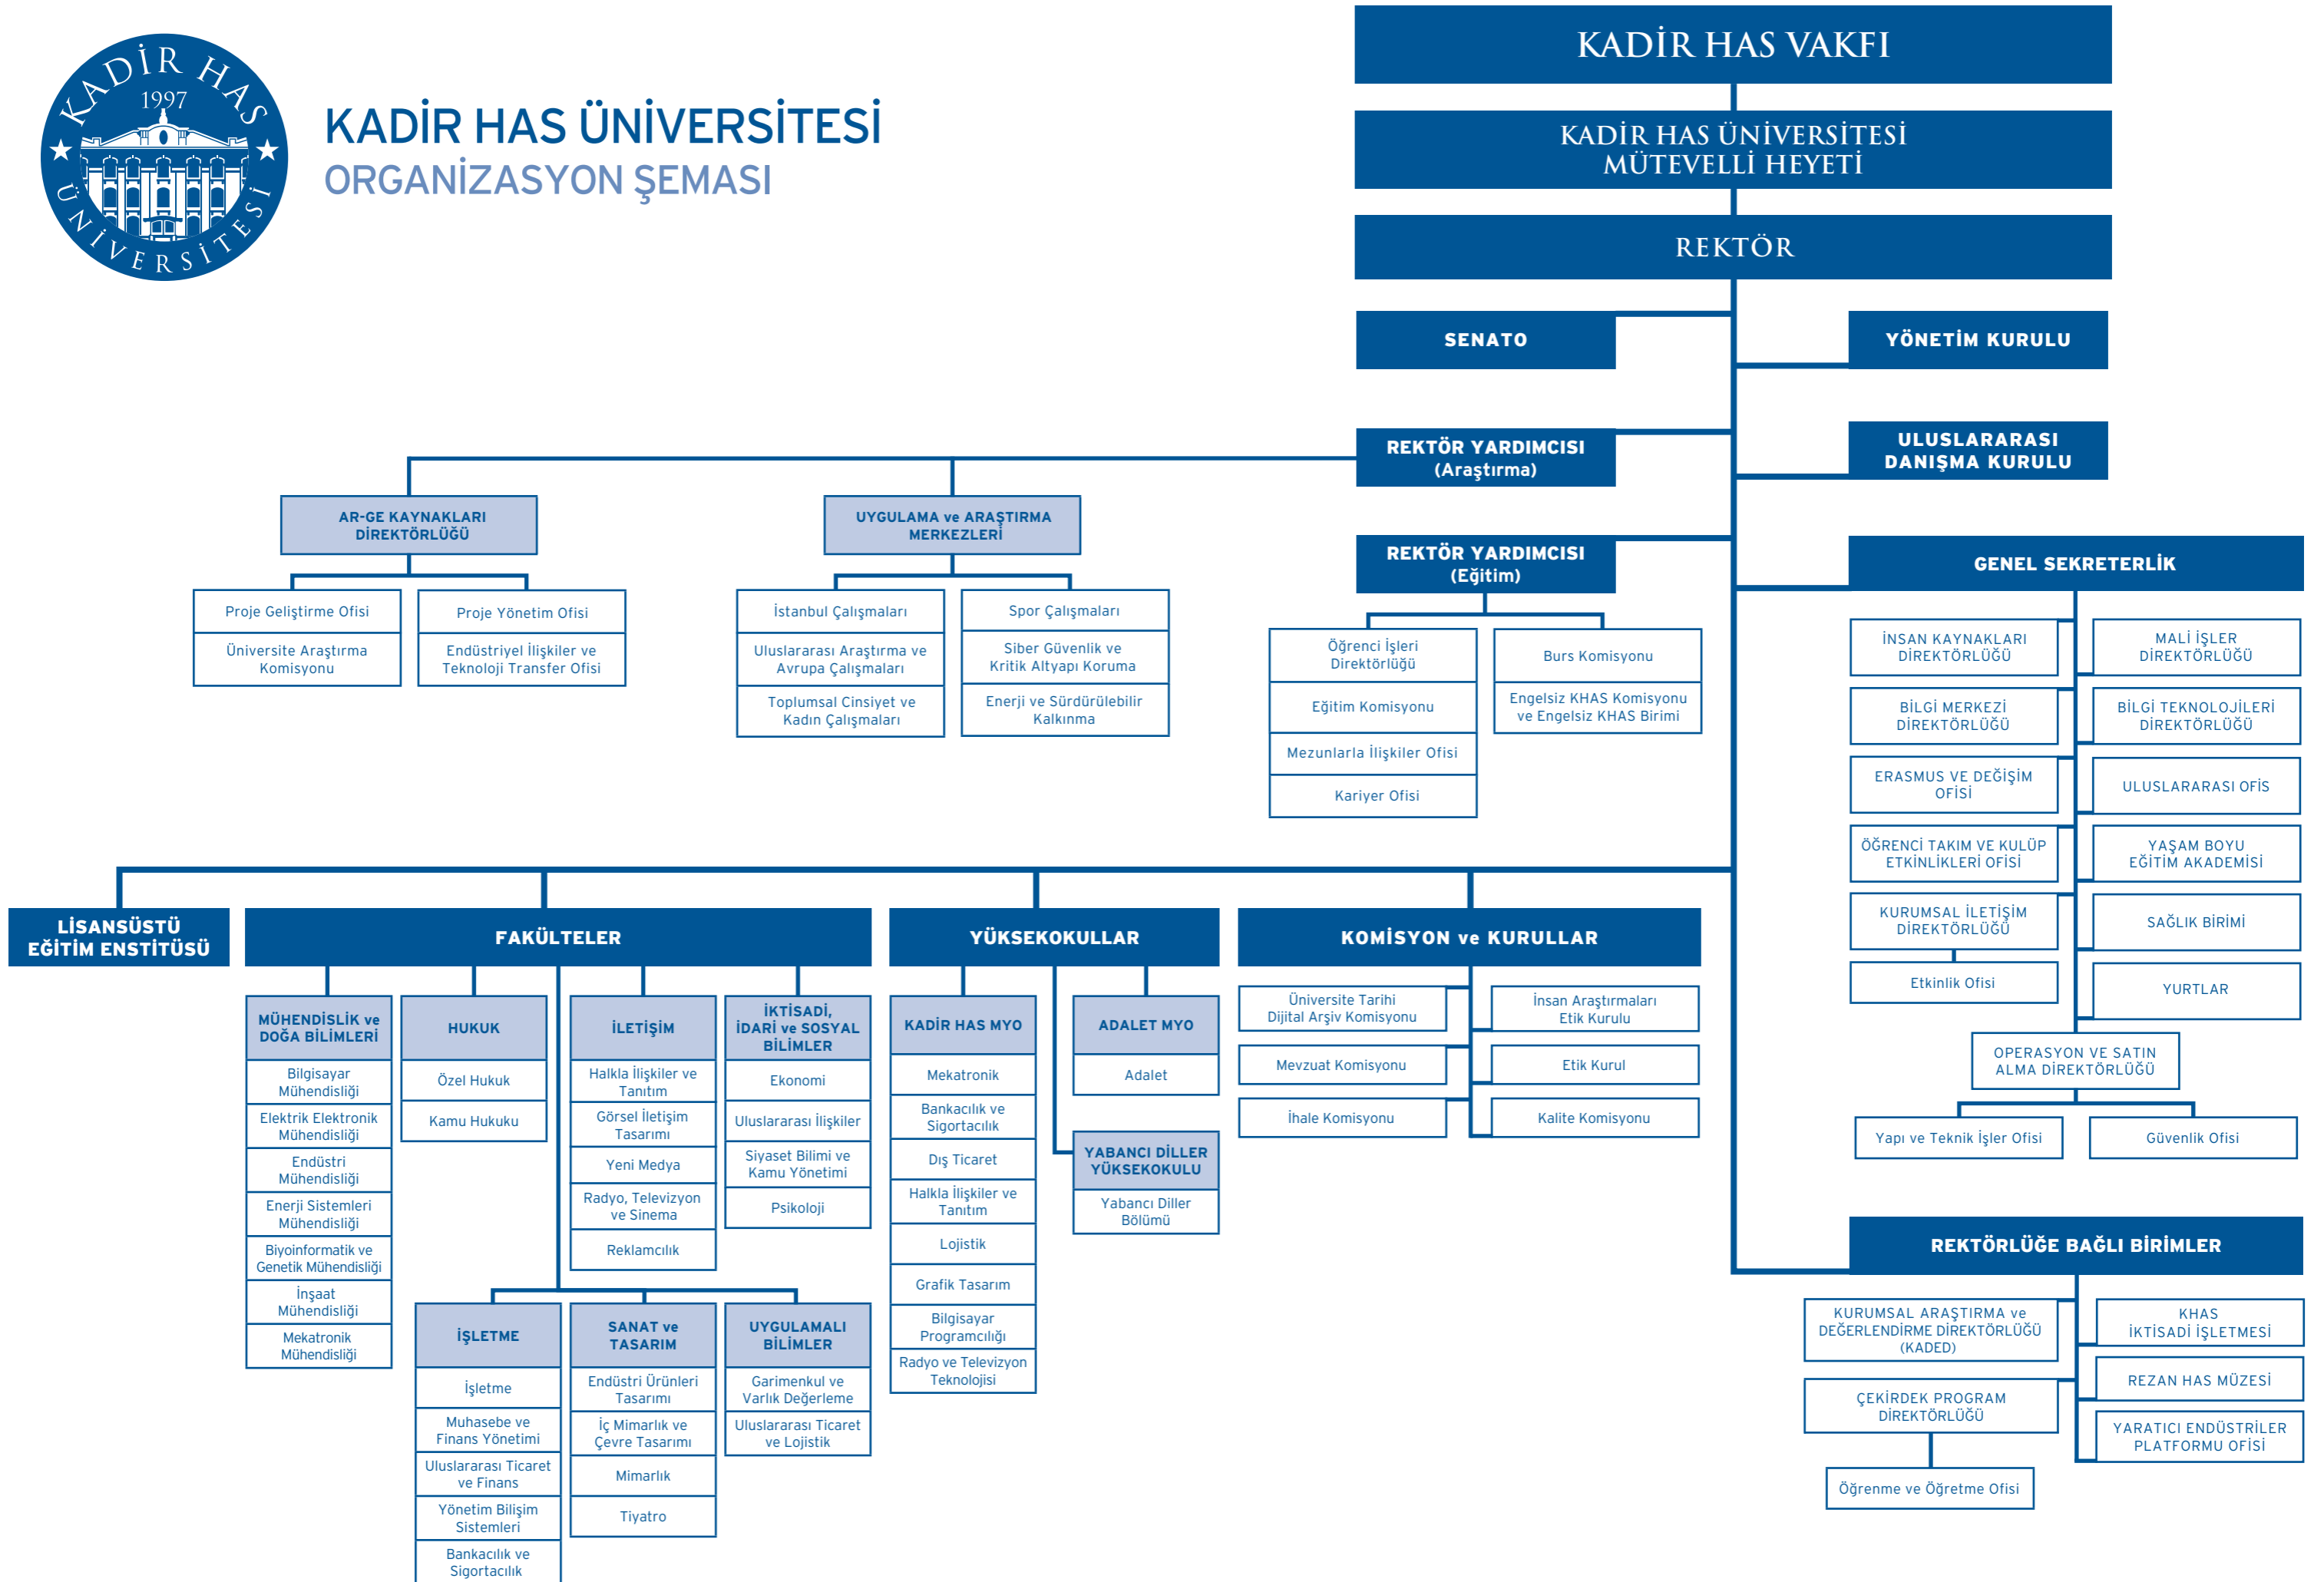 KADİR HAS
1997
ÜNİVERSİTESİ
KADİR HAS ÜNİVERSİTESİ
ORGANİZASYON ŞEMASI
KADİR HAS VAKFI
KADİR HAS ÜNİVERSİTESİ
MÜTEVELLİ HEYETİ
REKTÖR
SENATO
YÖNETİM KURULU
REKTÖR YARDIMCISI
(Araştırma)
ULUSLARARASI
DANIŞMA KURULU
AR-GE KAYNAKLARI
DİREKTÖRLÜĞÜ
Proje Geliştirme Ofisi
Üniversite Araştırma
Komisyonu
Proje Yönetim Ofisi
Endüstriyel İlişkiler ve
Teknoloji Transfer Ofisi
UYGULAMA ve ARAŞTIRMA
MERKEZLERİ
İstanbul Çalışmaları
Uluslararası Araştırma ve
Avrupa Çalışmaları
Toplumsal Cinsiyet ve
Kadın Çalışmaları
Spor Çalışmaları
Siber Güvenlik ve
Kritik Altyapı Koruma
Enerji ve Sürdürülebilir
Kalkınma
REKTÖR YARDIMCISI
(Eğitim)
Öğrenci İşleri
Direktörlüğü
Eğitim Komisyonu
Mezunlarla İlişkiler Ofisi
Kariyer Ofisi
Burs Komisyonu
Engelsiz KHAS Komisyonu
ve Engelsiz KHAS Birimi
GENEL SEKRETERLİK
İNSAN KAYNAKLARI
DİREKTÖRLÜĞÜ
MALİ İŞLER
DİREKTÖRLÜĞÜ
BİLGİ MERKEZİ
DİREKTÖRLÜĞÜ
BİLGİ TEKNOLOJİLERİ
DİREKTÖRLÜĞÜ
ERASMUS VE DEĞİŞİM
OFİSİ
ULUSLARARASI OFİS
ÖĞRENCİ TAKIM VE KULÜP
ETKİNLİKLERİ OFİSİ
YAŞAM BOYU
EĞİTİM AKADEMİSİ
KURUMSAL İLETİŞİM
DİREKTÖRLÜĞÜ
SAĞLIK BİRİMİ
Etkinlik Ofisi
YURTLAR
OPERASYON VE SATIN
ALMA DİREKTÖRLÜĞÜ
Yapı ve Teknik İşler Ofisi
Güvenlik Ofisi
LİSANSÜSTÜ
EĞİTİM ENSTİTÜSÜ
FAKÜLTELER
MÜHENDİSLİK ve
DOĞA BİLİMLERİ
Bilgisayar
Mühendisliği
Elektrik Elektronik
Mühendisliği
Endüstri
Mühendisliği
Enerji Sistemleri
Mühendisliği
Biyoinformatik ve
Genetik Mühendisliği
İnşaat
Mühendisliği
Mekatronik
Mühendisliği
HUKUK
Özel Hukuk
Kamu Hukuku
İLETİŞİM
Halkla İlişkiler ve
Tanıtım
Görsel İletişim
Tasarımı
Yeni Medya
Radyo, Televizyon
ve Sinema
Reklamcılık
İKTİSADİ,
İDARİ ve SOSYAL
BİLİMLER
Ekonomi
Uluslararası İlişkiler
Siyaset Bilimi ve
Kamu Yönetimi
Psikoloji
İŞLETME
İşletme
Muhasebe ve
Finans Yönetimi
Uluslararası Ticaret
ve Finans
Yönetim Bilişim
Sistemleri
Bankacılık ve
Sigortacılık
SANAT ve
TASARIM
Endüstri Ürünleri
Tasarımı
İç Mimarlık ve
Çevre Tasarımı
Mimarlık
Tiyatro
UYGULAMALI
BİLİMLER
Garimenkul ve
Varlık Değerleme
Uluslararası Ticaret
ve Lojistik
YÜKSEKOKULLAR
KADİR HAS MYO
Mekatronik
Bankacılık ve
Sigortacılık
Dış Ticaret
Halkla İlişkiler ve
Tanıtım
Lojistik
Grafik Tasarım
Bilgisayar
Programcılığı
Radyo ve Televizyon
Teknolojisi
ADALET MYO
Adalet
YABANCI DİLLER
YÜKSEKOKULU
Yabancı Diller
Bölümü
KOMİSYON ve KURULLAR
Üniversite Tarihi
Dijital Arşiv Komisyonu
İnsan Araştırmaları
Etik Kurulu
Mevzuat Komisyonu
Etik Kurul
İhale Komisyonu
Kalite Komisyonu
REKTÖRLÜĞE BAĞLI BİRİMLER
KURUMSAL ARAŞTIRMA ve
DEĞERLENDİRME DİREKTÖRLÜĞÜ
(KADED)
KHAS
İKTİSADİ İŞLETMESİ
ÇEKİRDEK PROGRAM
DİREKTÖRLÜĞÜ
REZAN HAS MÜZESİ
YARATICI ENDÜSTRİLER
PLATFORMU OFİSİ
Öğrenme ve Öğretme Ofisi